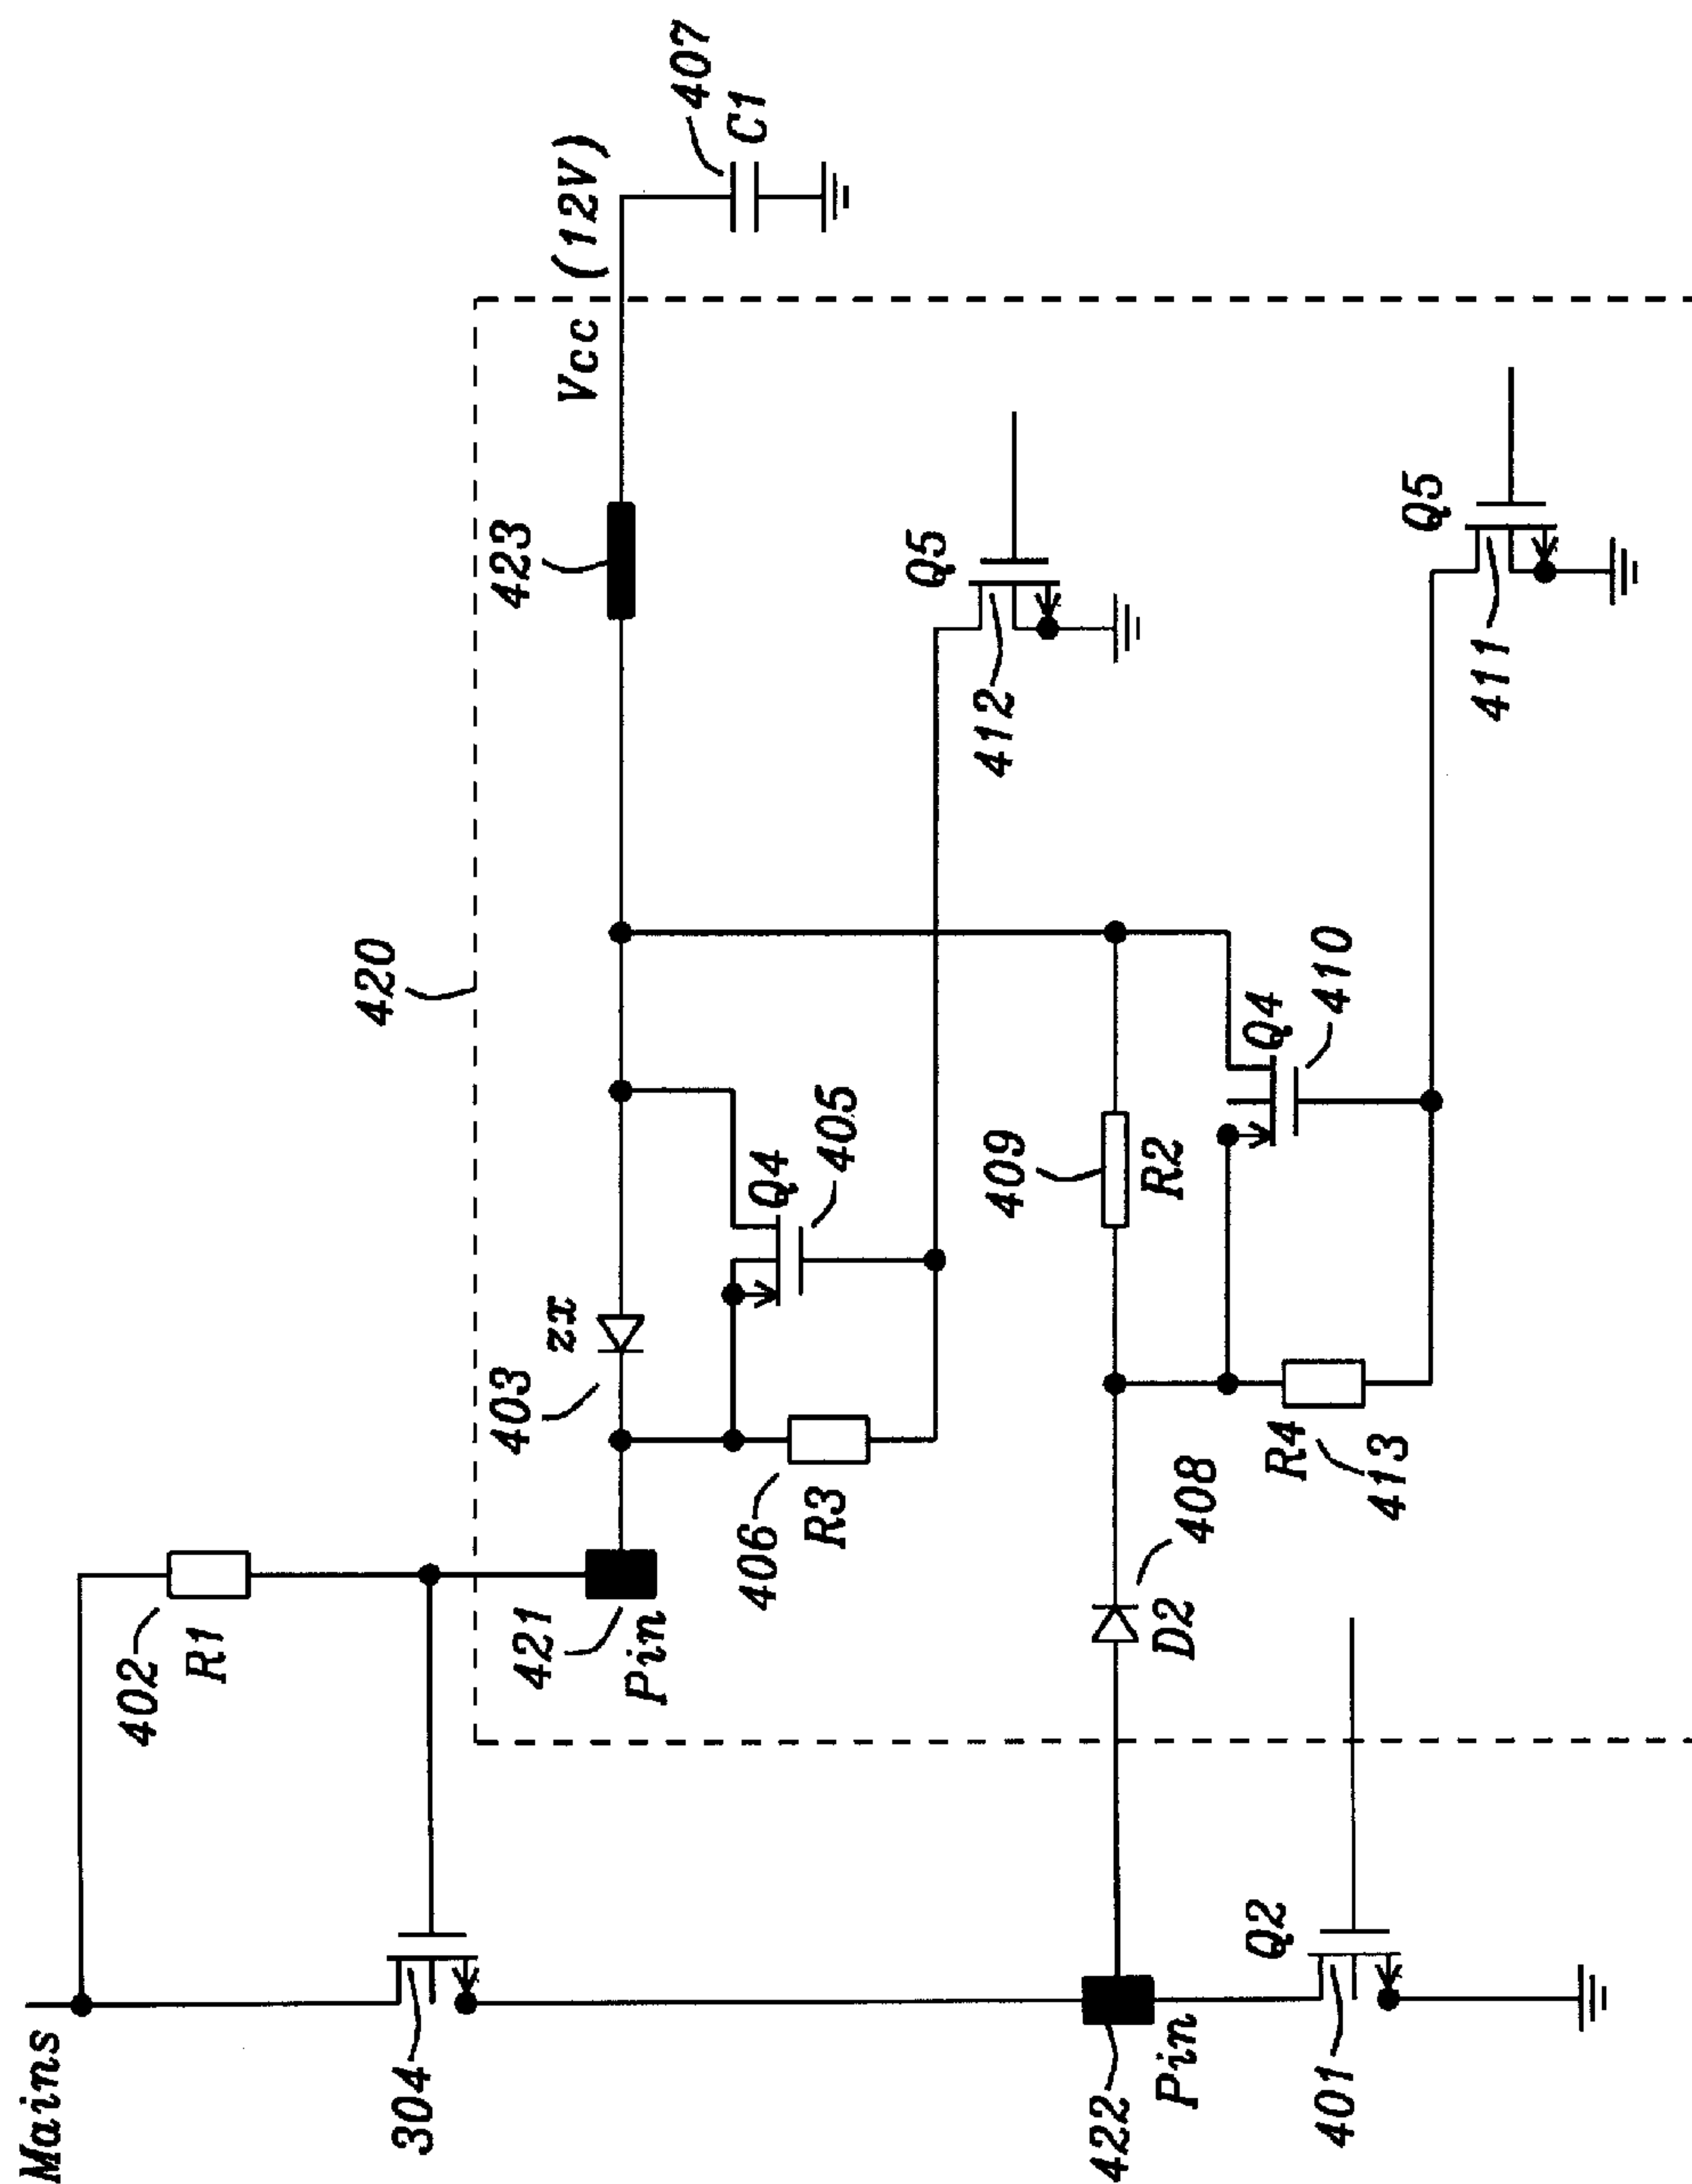 Mains
402
R1
304
420
421
Pin
403
zx
423
Vcc (12V)
407
C1
406
R3
Q4
405
412
Q5
422
Pin
D2
408
409
R2
Q4
410
R4
413
411
Q5
Q2
401